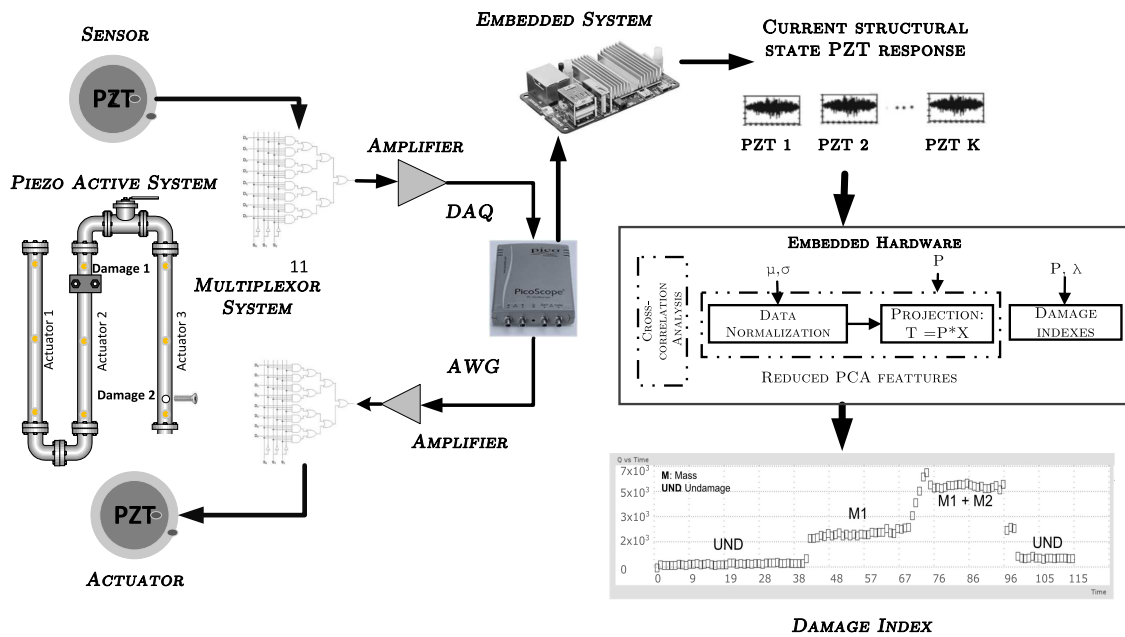 SENSOR
PZT
PIEZO ACTIVE SYSTEM
Damage 1
Actuator 1
Actuator 2
Actuator 3
Damage 2
PZT
ACTUATOR
11
MULTIPLEXOR
SYSTEM
AMPLIFIER
DAQ
EMBEDDED SYSTEM
pico
PicoScope
AWG
AMPLIFIER
CURRENT STRUCTURAL
STATE PZT RESPONSE
PZT 1 PZT 2 PZT K
EMBEDDED HARDWARE
CROSS-
CORRELATION
ANALYSIS
μ,σ
P
P, λ
DATA
NORMALIZATION
PROJECTION:
T =P*X
DAMAGE
INDEXES
REDUCED PCA FEATTURES
Q vs Time
M: Mass
UND: Undamage
7x10³
5x10³
3x10³
2x10³
0
UND
M1
M1 + M2
UND
0 9 19 28 38 48 57 67 76 86 96 105 115
Time
DAMAGE INDEX